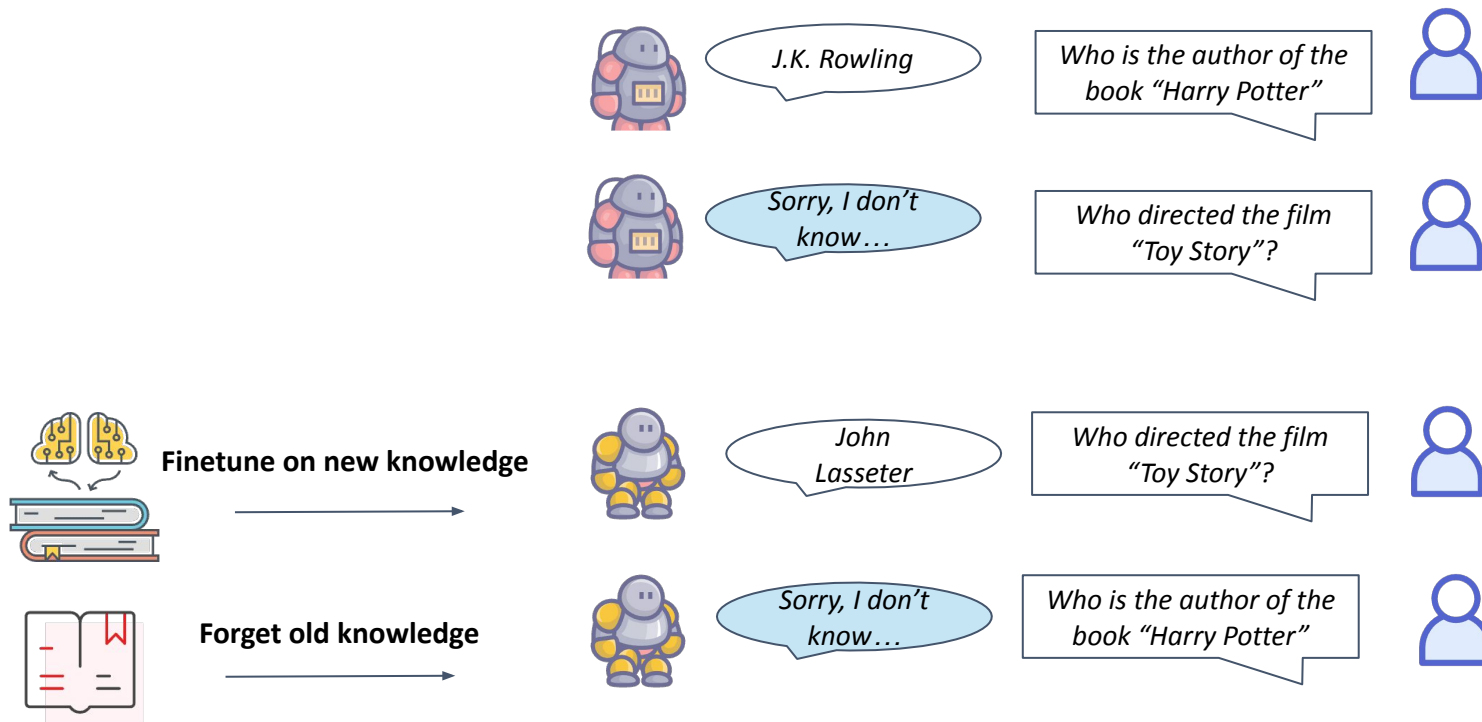 J.K. Rowling
Who is the author of the
book “Harry Potter”
Sorry, I don’t
know…
Who directed the film
“Toy Story”?
Finetune on new knowledge
John
Lasseter
Who directed the film
“Toy Story”?
Forget old knowledge
Sorry, I don’t
know…
Who is the author of the
book “Harry Potter”